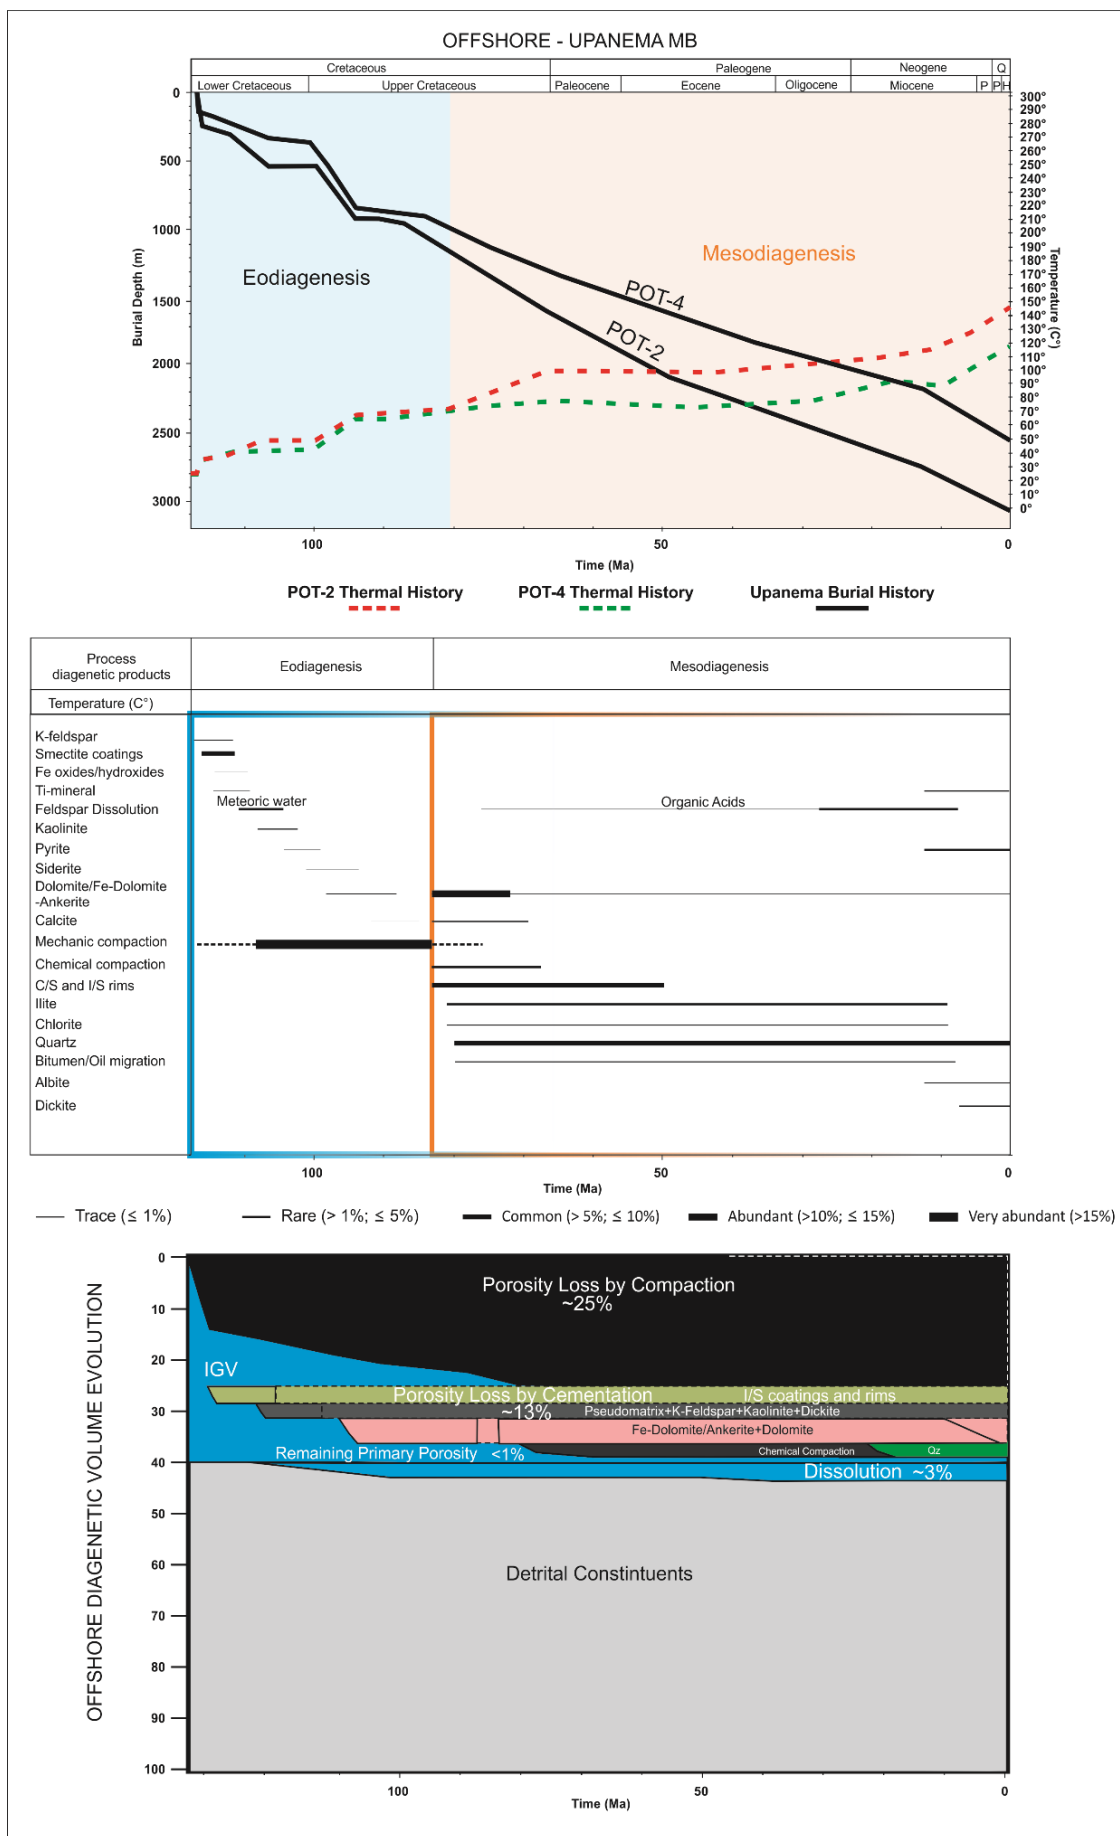 OFFSHORE - UPANEMA MB
Cretaceous
Paleogene
Neogene
Q
Lower Cretaceous
Upper Cretaceous
Paleocene
Eocene
Oligocene
Miocene
P
P
H
0
500
1000
1500
2000
2500
3000
Burial Depth (m)
300°
290°
280°
270°
260°
250°
240°
230°
220°
210°
200°
190°
180°
170°
160°
150°
140°
130°
120°
110°
100°
90°
80°
70°
60°
50°
40°
30°
20°
10°
0°
Temperature (C°)
Eodiagenesis
Mesodiagenesis
POT-4
POT-2
100
50
0
Time (Ma)
POT-2 Thermal History
POT-4 Thermal History
Upanema Burial History
Process
diagenetic products
Eodiagenesis
Mesodiagenesis
Temperature (C°)
K-feldspar
Smectite coatings
Fe oxides/hydroxides
Ti-mineral
Meteoric water
Organic Acids
Feldspar Dissolution
Kaolinite
Pyrite
Siderite
Dolomite/Fe-Dolomite
-Ankerite
Calcite
Mechanic compaction
Chemical compaction
C/S and I/S rims
Ilite
Chlorite
Quartz
Bitumen/Oil migration
Albite
Dickite
100
50
0
Time (Ma)
Trace (≤ 1%)
Rare (> 1%; ≤ 5%)
Common (> 5%; ≤ 10%)
Abundant (>10%; ≤ 15%)
Very abundant (>15%)
OFFSHORE DIAGENETIC VOLUME EVOLUTION
0
10
20
30
40
50
60
70
80
90
100
Porosity Loss by Compaction
~25%
IGV
Porosity Loss by Cementation
I/S coatings and rims
~13%
Pseudomatrix+K-Feldspar+Kaolinite+Dickite
Fe-Dolomite/Ankerite+Dolomite
Remaining Primary Porosity <1%
Chemical Compaction
Qz
Dissolution ~3%
Detrital Constintuents
100
50
0
Time (Ma)